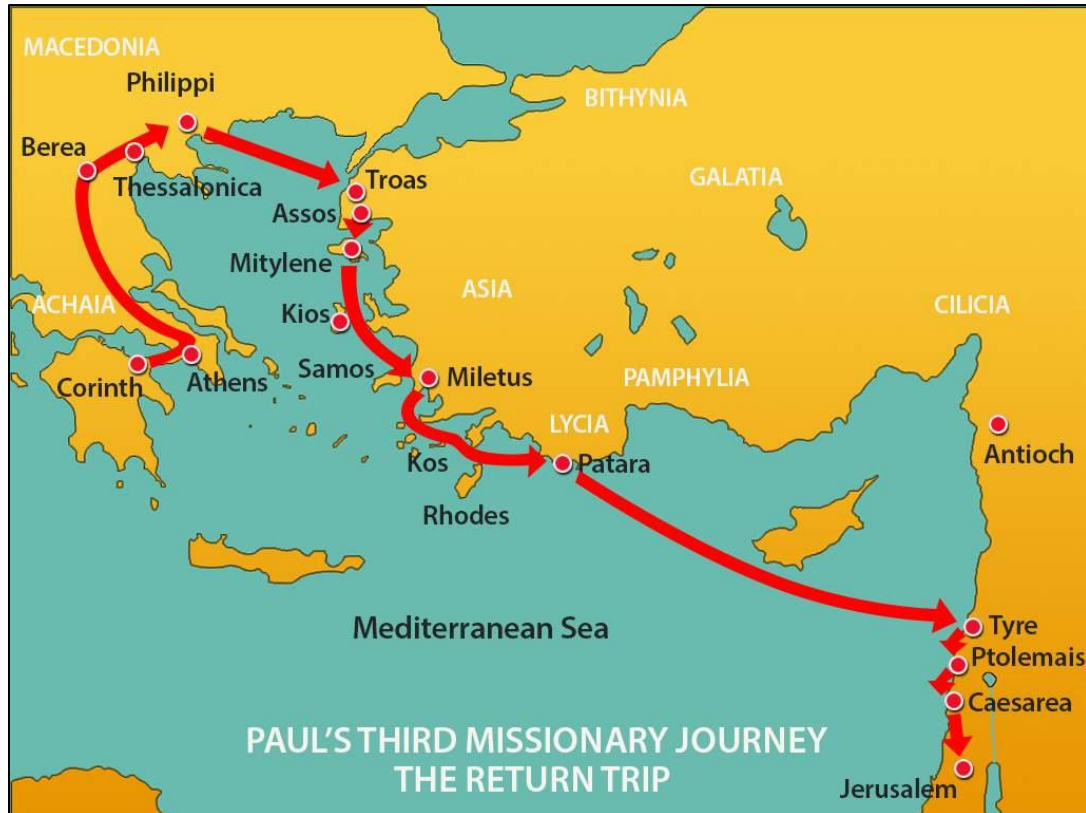 MACEDONIA
Philippi
BITHYNIA
Berea
Thessalonica
Troas
GALATIA
Assos
Mitylene
ASIA
ACHAIA
Kios
CILICIA
Samos
Corinth
Athens
Miletus
PAMPHYLIA
LYCIA
Antioch
Kos
Patara
Rhodes
Mediterranean Sea
Tyre
Ptolemais
Caesarea
PAUL'S THIRD MISSIONARY JOURNEY
THE RETURN TRIP
Jerusalem